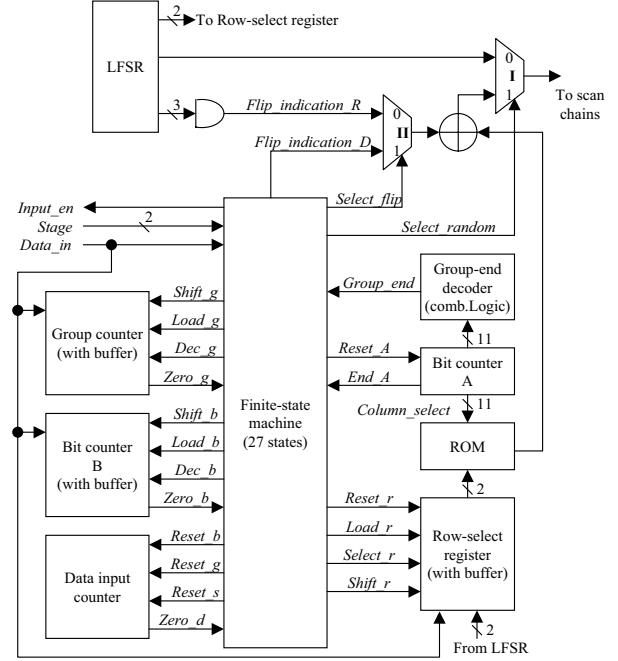 2
To Row-select register
LFSR
0
I
1
To scan
chains
3
Flip_indication_R
0
II
1
Flip_indication_D
Select_flip
Input_en
Stage
2
Data_in
Select_random
Group_end
Group-end
decoder
(comb.Logic)
11
Group counter
(with buffer)
Shift_g
Load_g
Dec_g
Zero_g
Reset_A
End_A
Bit counter
A
11
Column_select
Finite-state
machine
(27 states)
Bit counter
B
(with buffer)
Shift_b
Load_b
Dec_b
Zero_b
ROM
2
Data input
counter
Reset_b
Reset_g
Reset_s
Zero_d
Reset_r
Load_r
Select_r
Shift_r
Row-select
register
(with buffer)
2
From LFSR